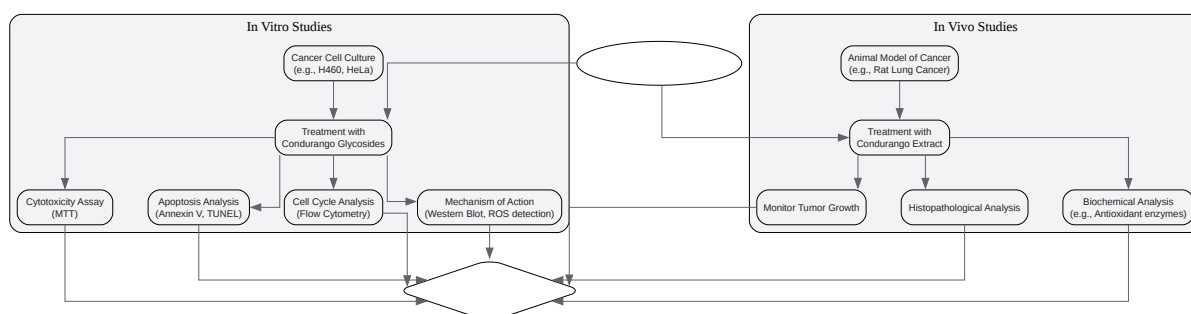 In Vitro Studies
Cancer Cell Culture
(e.g., H460, HeLa)
Treatment with
Condurango Glycosides
Cytotoxicity Assay
(MTT)
Apoptosis Analysis
(Annexin V, TUNEL)
Cell Cycle Analysis
(Flow Cytometry)
Mechanism of Action
(Western Blot, ROS detection)
In Vivo Studies
Animal Model of Cancer
(e.g., Rat Lung Cancer)
Treatment with
Condurango Extract
Monitor Tumor Growth
Histopathological Analysis
Biochemical Analysis
(e.g., Antioxidant enzymes)